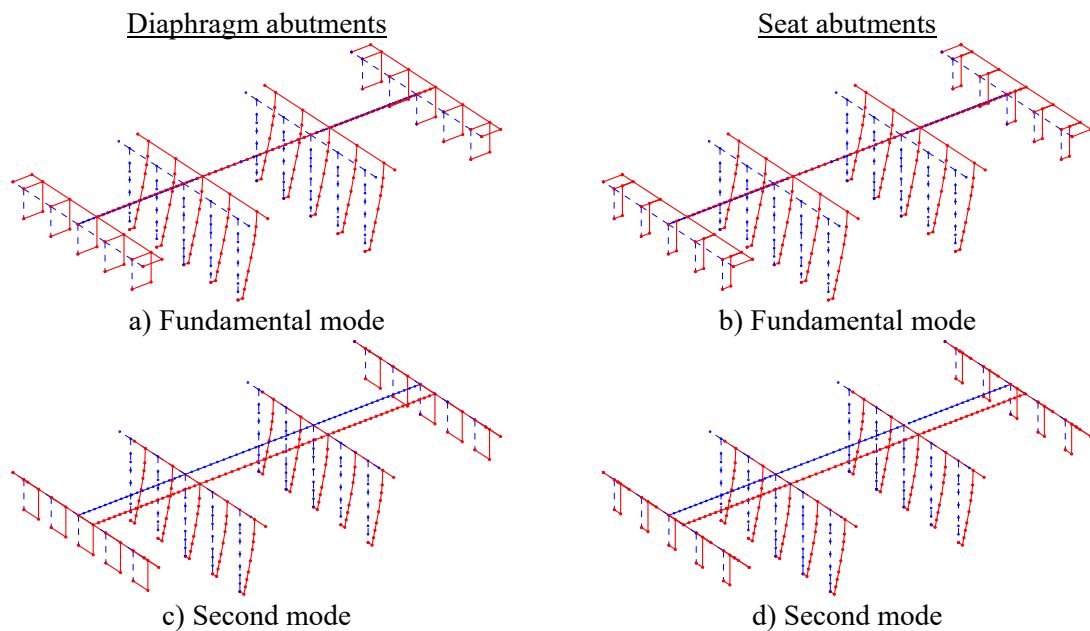 Diaphragm abutments
Seat abutments
a) Fundamental mode
b) Fundamental mode
c) Second mode
d) Second mode